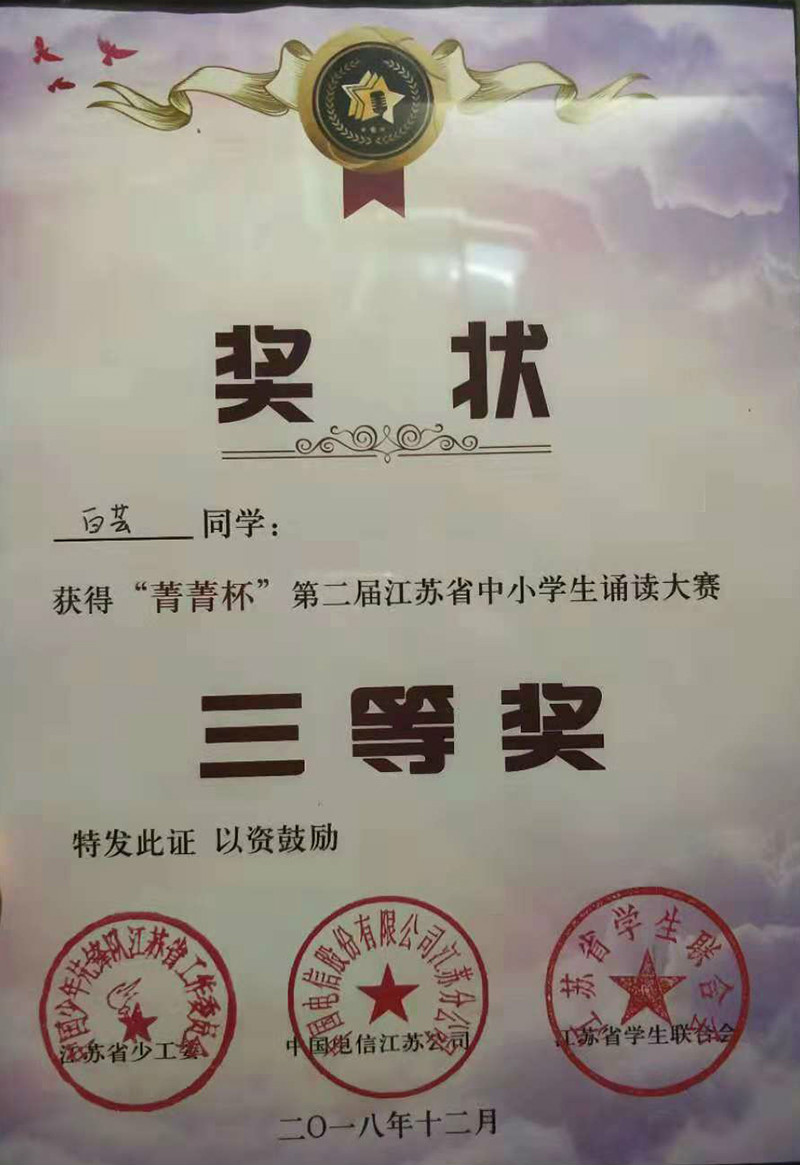 奖状
白芸 同学：
获得“菁菁杯”第二届江苏省中小学生诵读大赛
三等奖
特发此证 以资鼓励
中国少年先锋队江苏省工作委员会
中国电信股份有限公司江苏分公司
江苏省学生联合会
江苏省少工委 中国电信江苏公司 江苏省学生联合会
二〇一八年十二月